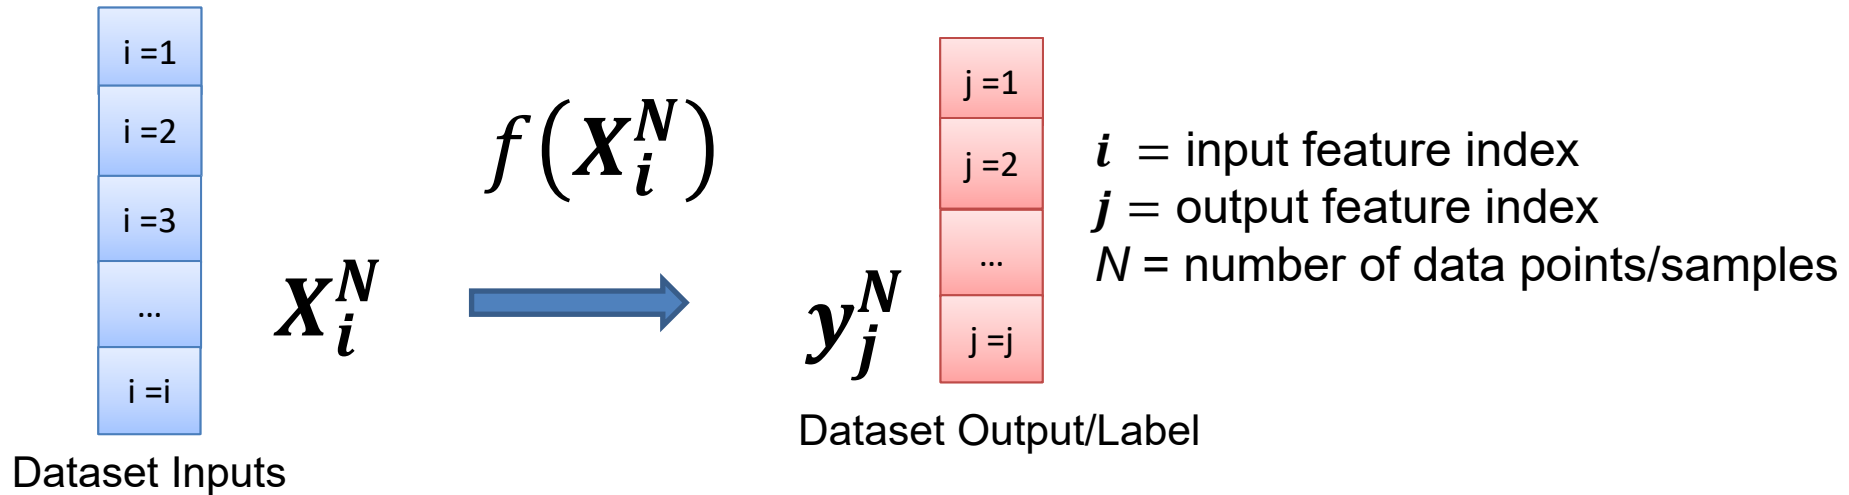 i =1
i =2
i =3
...
i =i
Dataset Inputs
X_i^N
f(X_i^N)
y_j^N
j =1
j =2
...
j =j
Dataset Output/Label
i = input feature index
j = output feature index
N = number of data points/samples